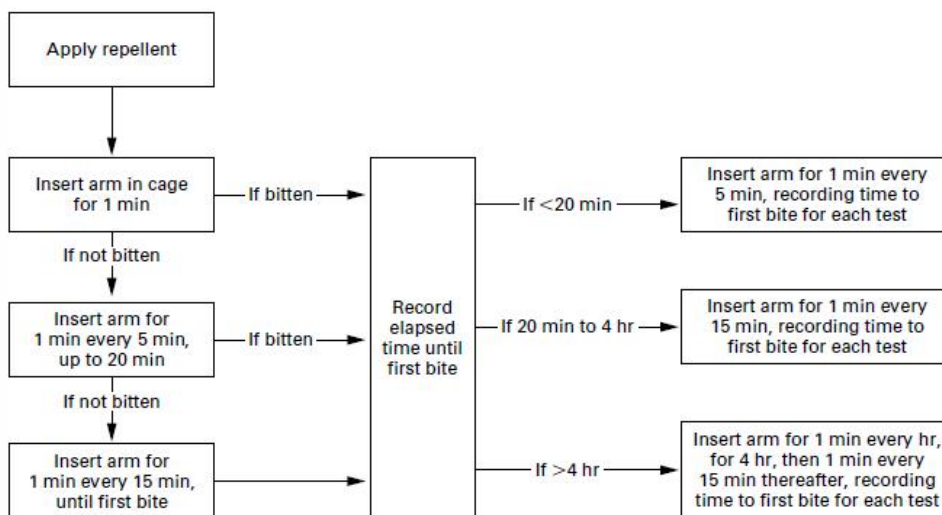 Apply repellent
Insert arm in cage
for 1 min
If bitten
If not bitten
Insert arm for
1 min every 5 min,
up to 20 min
If bitten
If not bitten
Insert arm for
1 min every 15 min,
until first bite
Record
elapsed
time until
first bite
If <20 min
Insert arm for 1 min every
5 min, recording time to
first bite for each test
If 20 min to 4 hr
Insert arm for 1 min every
15 min, recording time to
first bite for each test
If >4 hr
Insert arm for 1 min every hr,
for 4 hr, then 1 min every
15 min thereafter, recording
time to first bite for each test